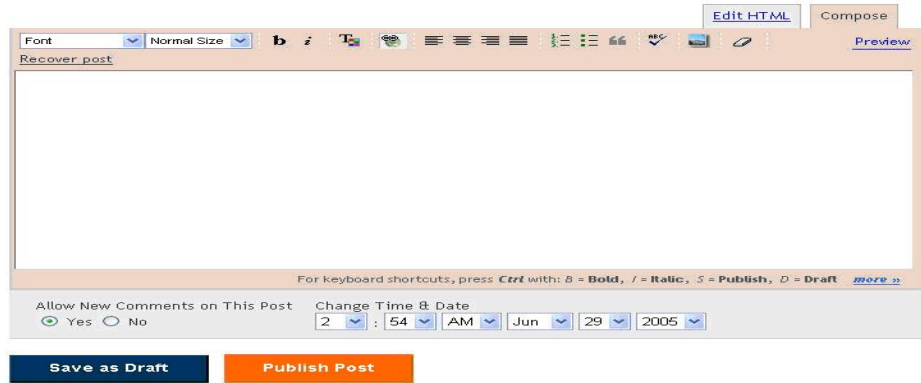 Edit HTML Compose
Font Normal Size b i T ABC Preview
Recover post
For keyboard shortcuts, press Ctrl with: B = Bold, I = Italic, S = Publish, D = Draft more »
Allow New Comments on This Post Change Time & Date
Yes No 2 : 54 AM Jun 29 2005
Save as Draft Publish Post